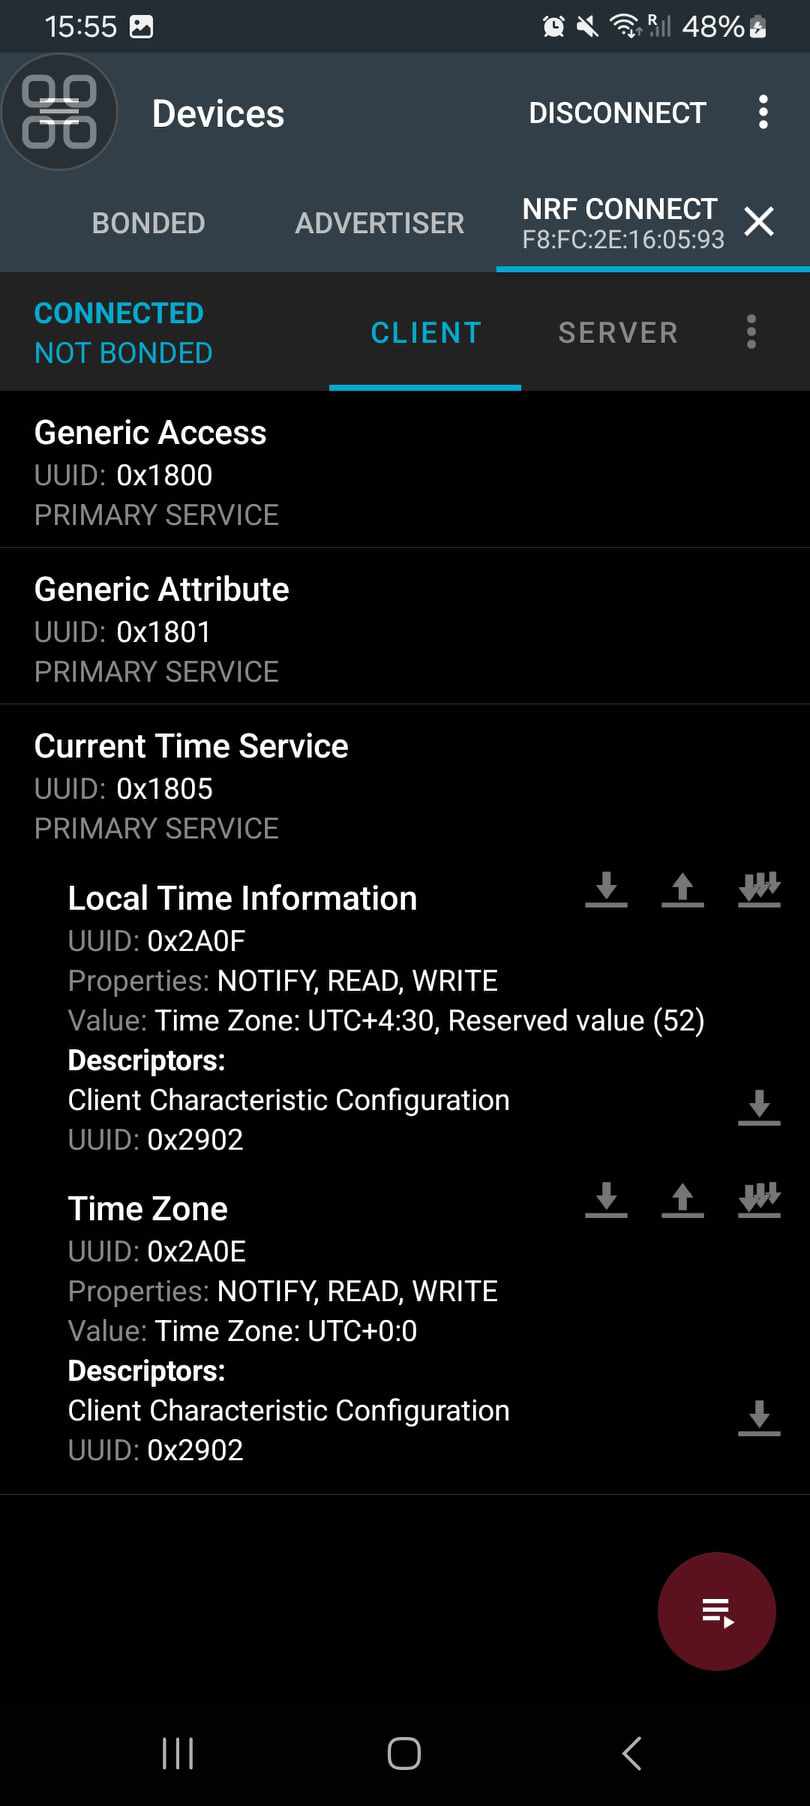 15:55
R
48%
Devices
DISCONNECT
BONDED
ADVERTISER
NRF CONNECT
F8:FC:2E:16:05:93
CONNECTED
NOT BONDED
CLIENT
SERVER
Generic Access
UUID: 0x1800
PRIMARY SERVICE
Generic Attribute
UUID: 0x1801
PRIMARY SERVICE
Current Time Service
UUID: 0x1805
PRIMARY SERVICE
Local Time Information
UUID: 0x2A0F
Properties: NOTIFY, READ, WRITE
Value: Time Zone: UTC+4:30, Reserved value (52)
Descriptors:
Client Characteristic Configuration
UUID: 0x2902
Time Zone
UUID: 0x2A0E
Properties: NOTIFY, READ, WRITE
Value: Time Zone: UTC+0:0
Descriptors:
Client Characteristic Configuration
UUID: 0x2902